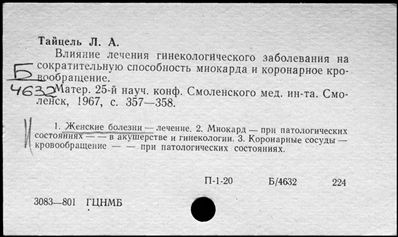 Тайцель Л. А.
Влияние лечения гинекологического заболевания на
сократительную способность миокарда и коронарное кро-
вообращение.
Б
4632
Матер. 25-й науч. конф. Смоленского мед. ин-та. Смо-
ленск, 1967, с. 357—358.
1. Женские болезни — лечение. 2. Миокард — при патологических
состояниях — — в акушерстве и гинекологии. 3. Коронарные сосуды —
кровообращение — — при патологических состояниях.
П-1-20 Б/4632 224
3083—801 ГЦНМБ